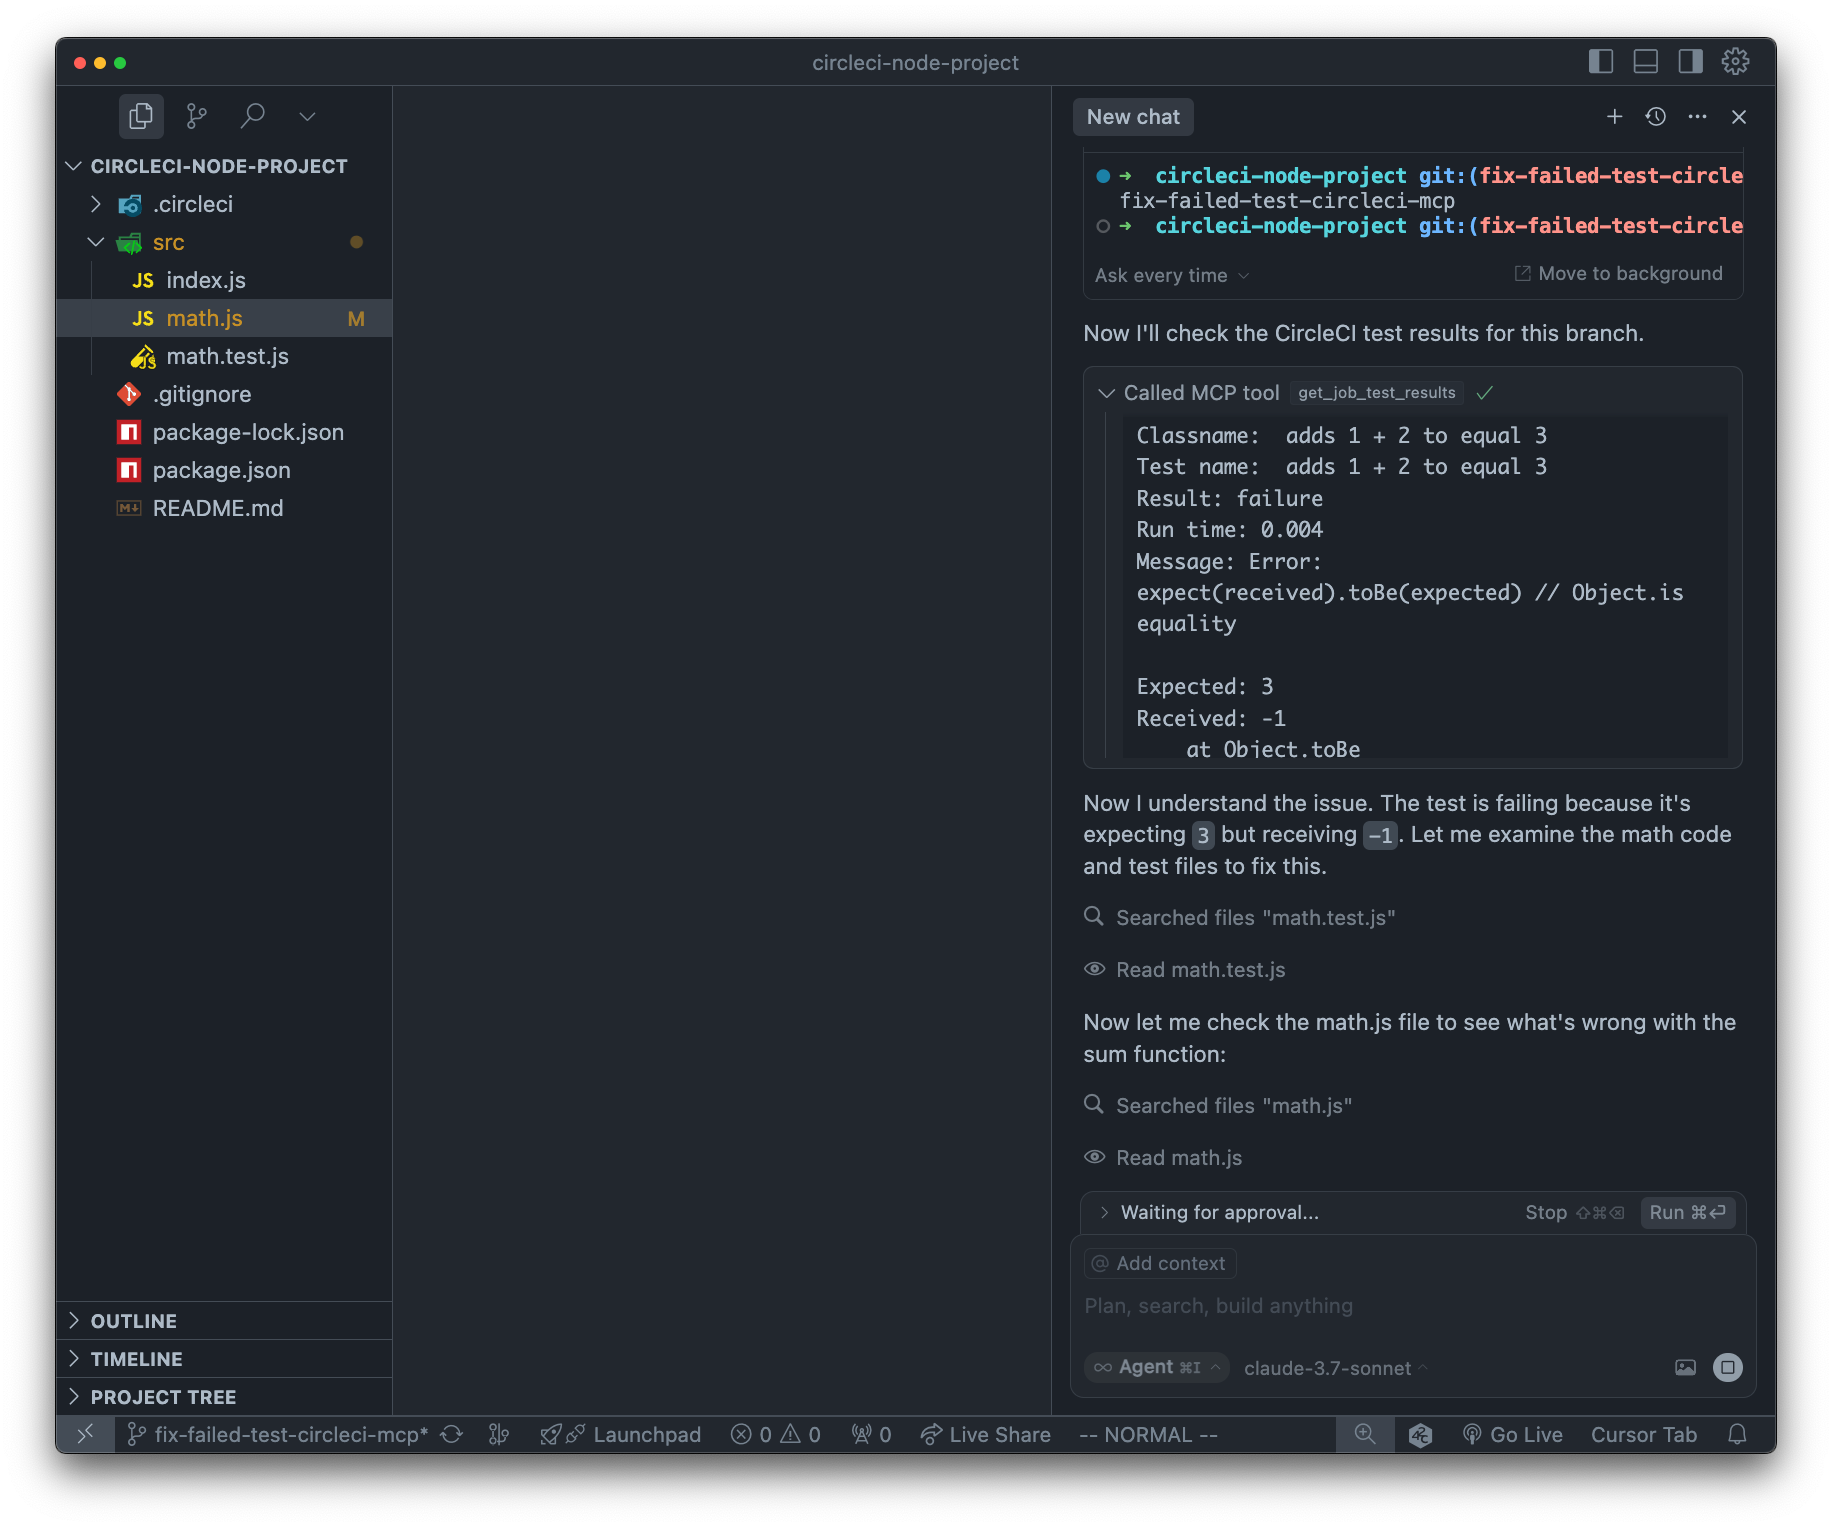 circleci-node-project
CIRCLECI-NODE-PROJECT
.circleci
src
JS index.js
JS math.js M
JS math.test.js
.gitignore
package-lock.json
package.json
M↓ README.md
OUTLINE
TIMELINE
PROJECT TREE
New chat
➜ circleci-node-project git:(fix-failed-test-circle
fix-failed-test-circleci-mcp
➜ circleci-node-project git:(fix-failed-test-circle
Ask every time
Move to background
Now I'll check the CircleCI test results for this branch.
Called MCP tool get_job_test_results ✓
Classname:  adds 1 + 2 to equal 3
Test name:  adds 1 + 2 to equal 3
Result: failure
Run time: 0.004
Message: Error:
expect(received).toBe(expected) // Object.is
equality
Expected: 3
Received: -1
at Object.toBe
Now I understand the issue. The test is failing because it's
expecting 3 but receiving -1. Let me examine the math code
and test files to fix this.
Searched files "math.test.js"
Read math.test.js
Now let me check the math.js file to see what's wrong with the
sum function:
Searched files "math.js"
Read math.js
Waiting for approval... Stop ⇧⌘⌫ Run ⌘⏎
@ Add context
Plan, search, build anything
∞ Agent ⌘I claude-3.7-sonnet
fix-failed-test-circleci-mcp* Launchpad 0 0 0 Live Share -- NORMAL -- Go Live Cursor Tab